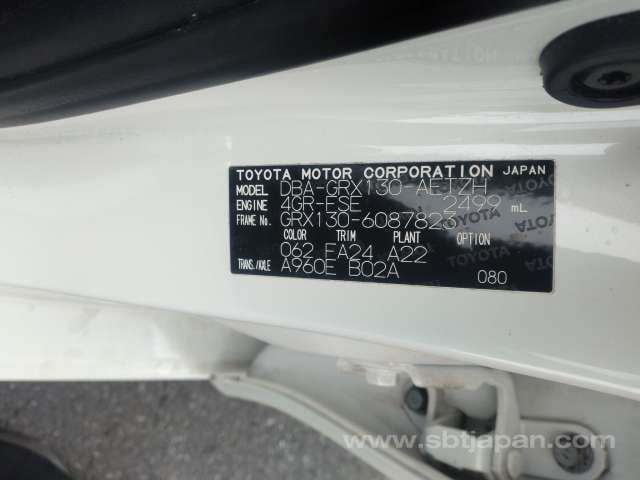 TOYOTA MOTOR CORPORATION JAPAN
MODEL DBA-GRX130-AETZH
ENGINE 4GR-FSE 2499 mL
FRAME No. GRX130-6087823
COLOR TRIM PLANT OPTION
062 FA24 A22
TRANS./AXLE A960E B02A
080
www.sbtjapan.com